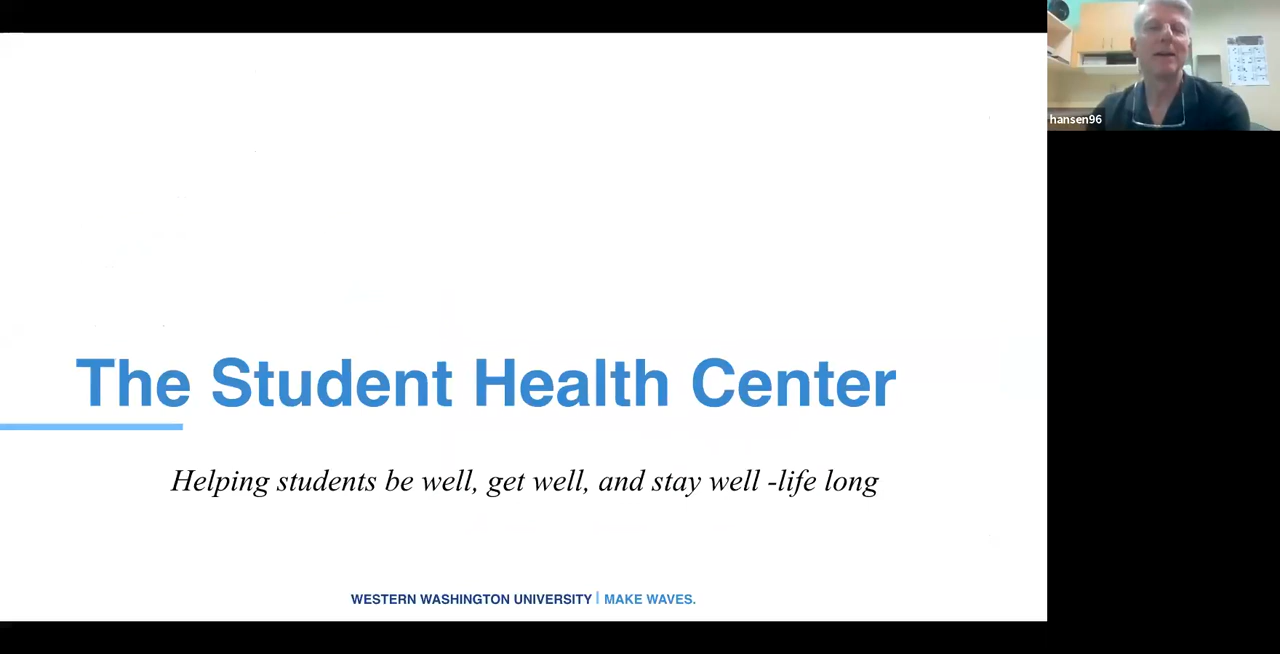 hansen96
The Student Health Center
Helping students be well, get well, and stay well -life long
WESTERN WASHINGTON UNIVERSITY | MAKE WAVES.